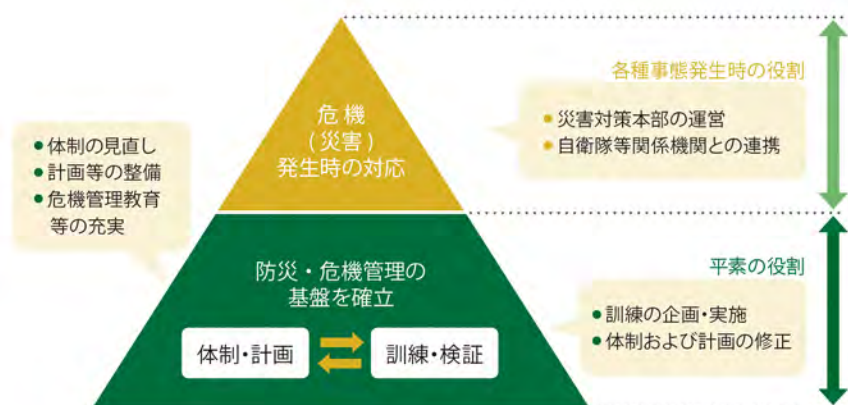 各種事態発生時の役割
危機
(災害)
発生時の対応
● 災害対策本部の運営
● 自衛隊等関係機関との連携
● 体制の見直し
● 計画等の整備
● 危機管理教育
等の充実
防災・危機管理の
基盤を確立
体制・計画
訓練・検証
平素の役割
● 訓練の企画・実施
● 体制および計画の修正